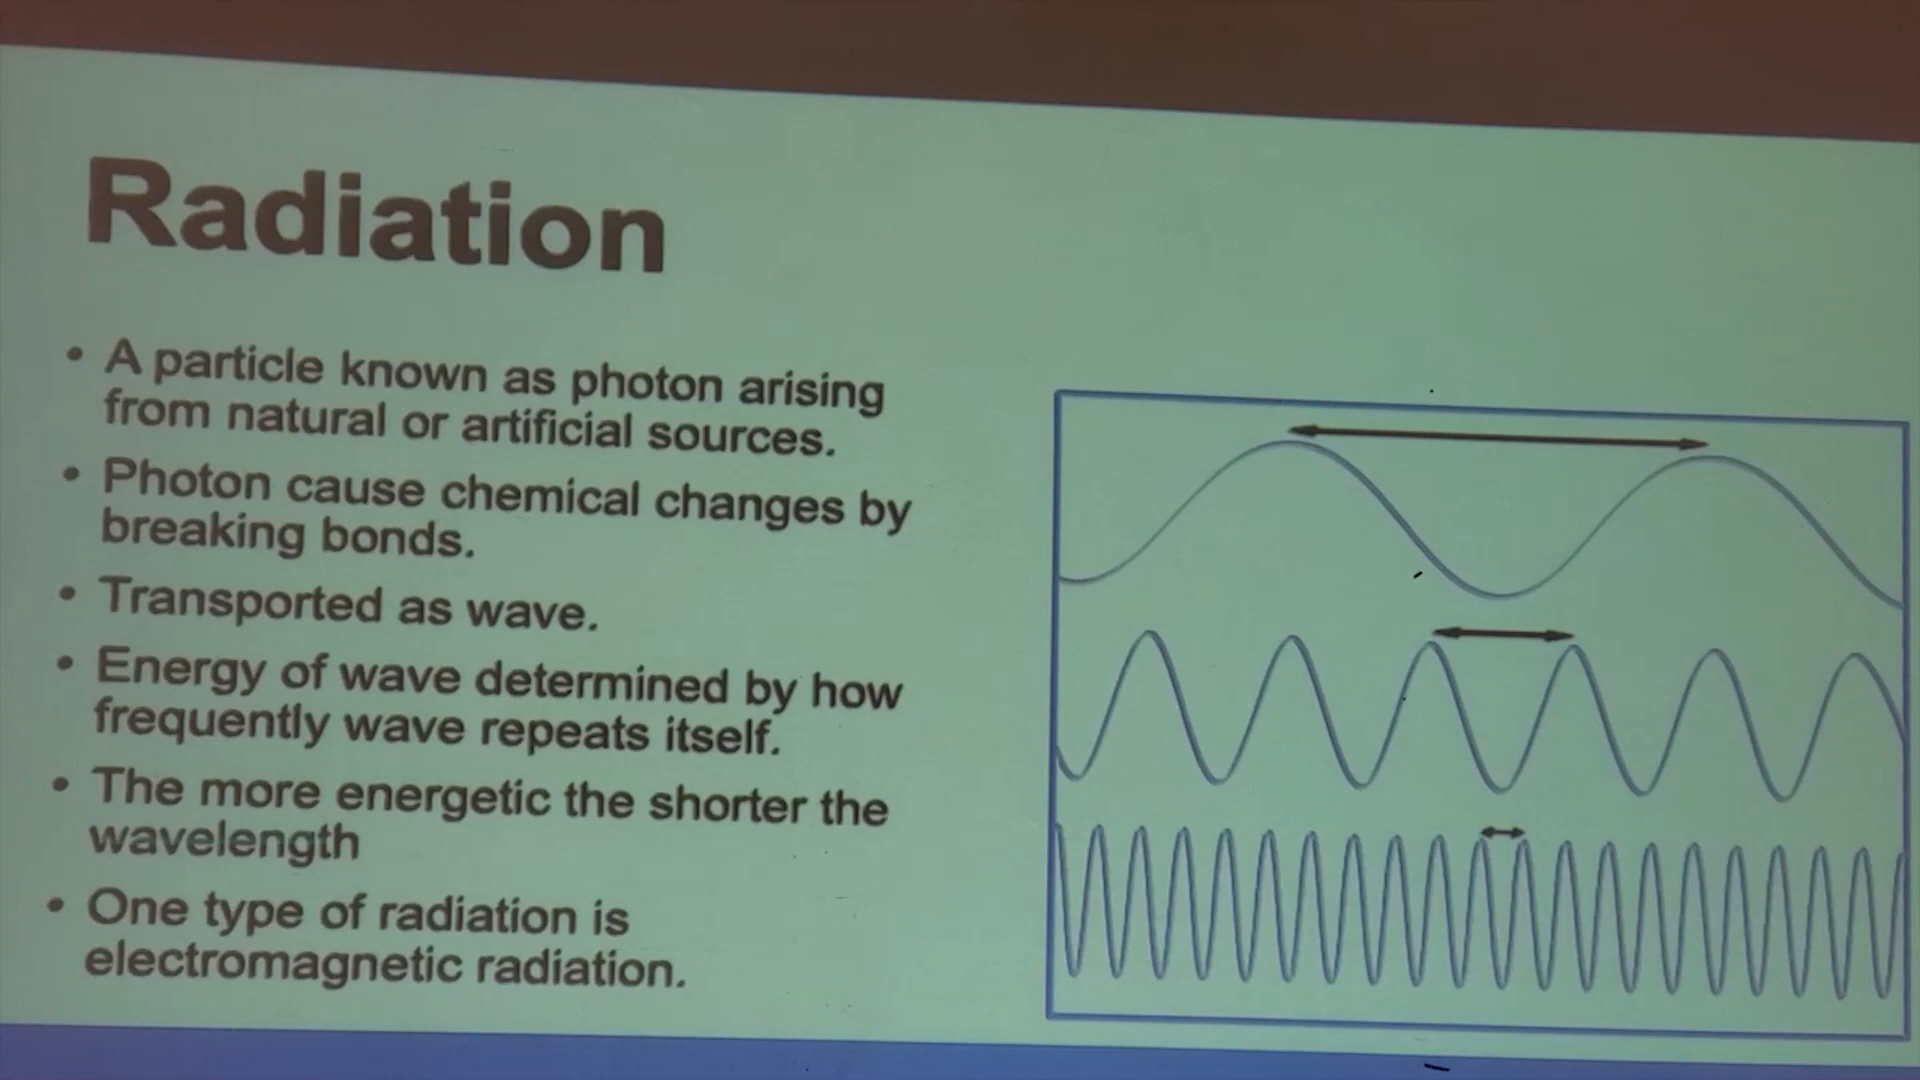 Radiation
• A particle known as photon arising
from natural or artificial sources.
• Photon cause chemical changes by
breaking bonds.
• Transported as wave.
• Energy of wave determined by how
frequently wave repeats itself.
• The more energetic the shorter the
wavelength
• One type of radiation is
electromagnetic radiation.